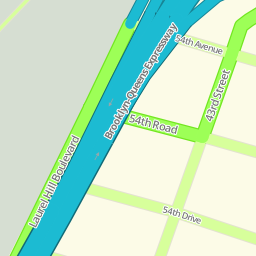 54th Avenue
Brooklyn-Queens Expressway
43rd Street
54th Road
Laurel Hill Boulevard
54th Drive